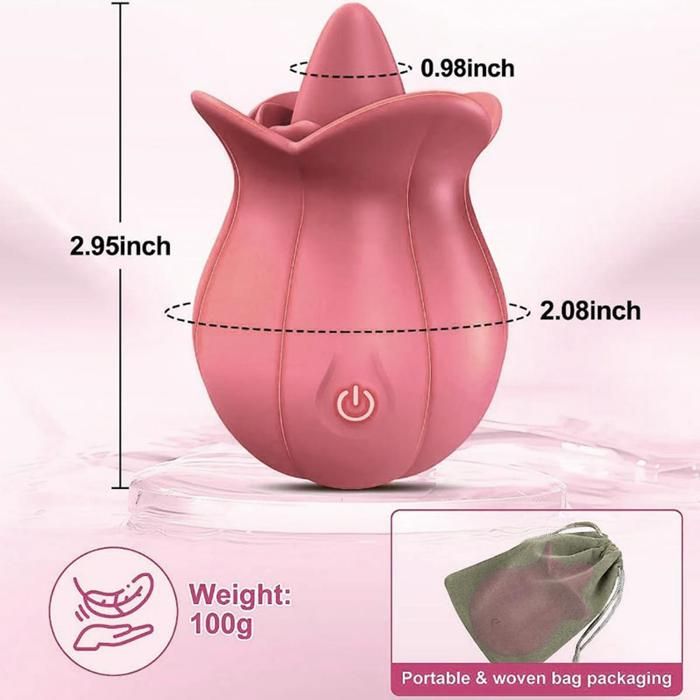 0.98inch
2.95inch
2.08inch
Weight:
100g
Portable & woven bag packaging